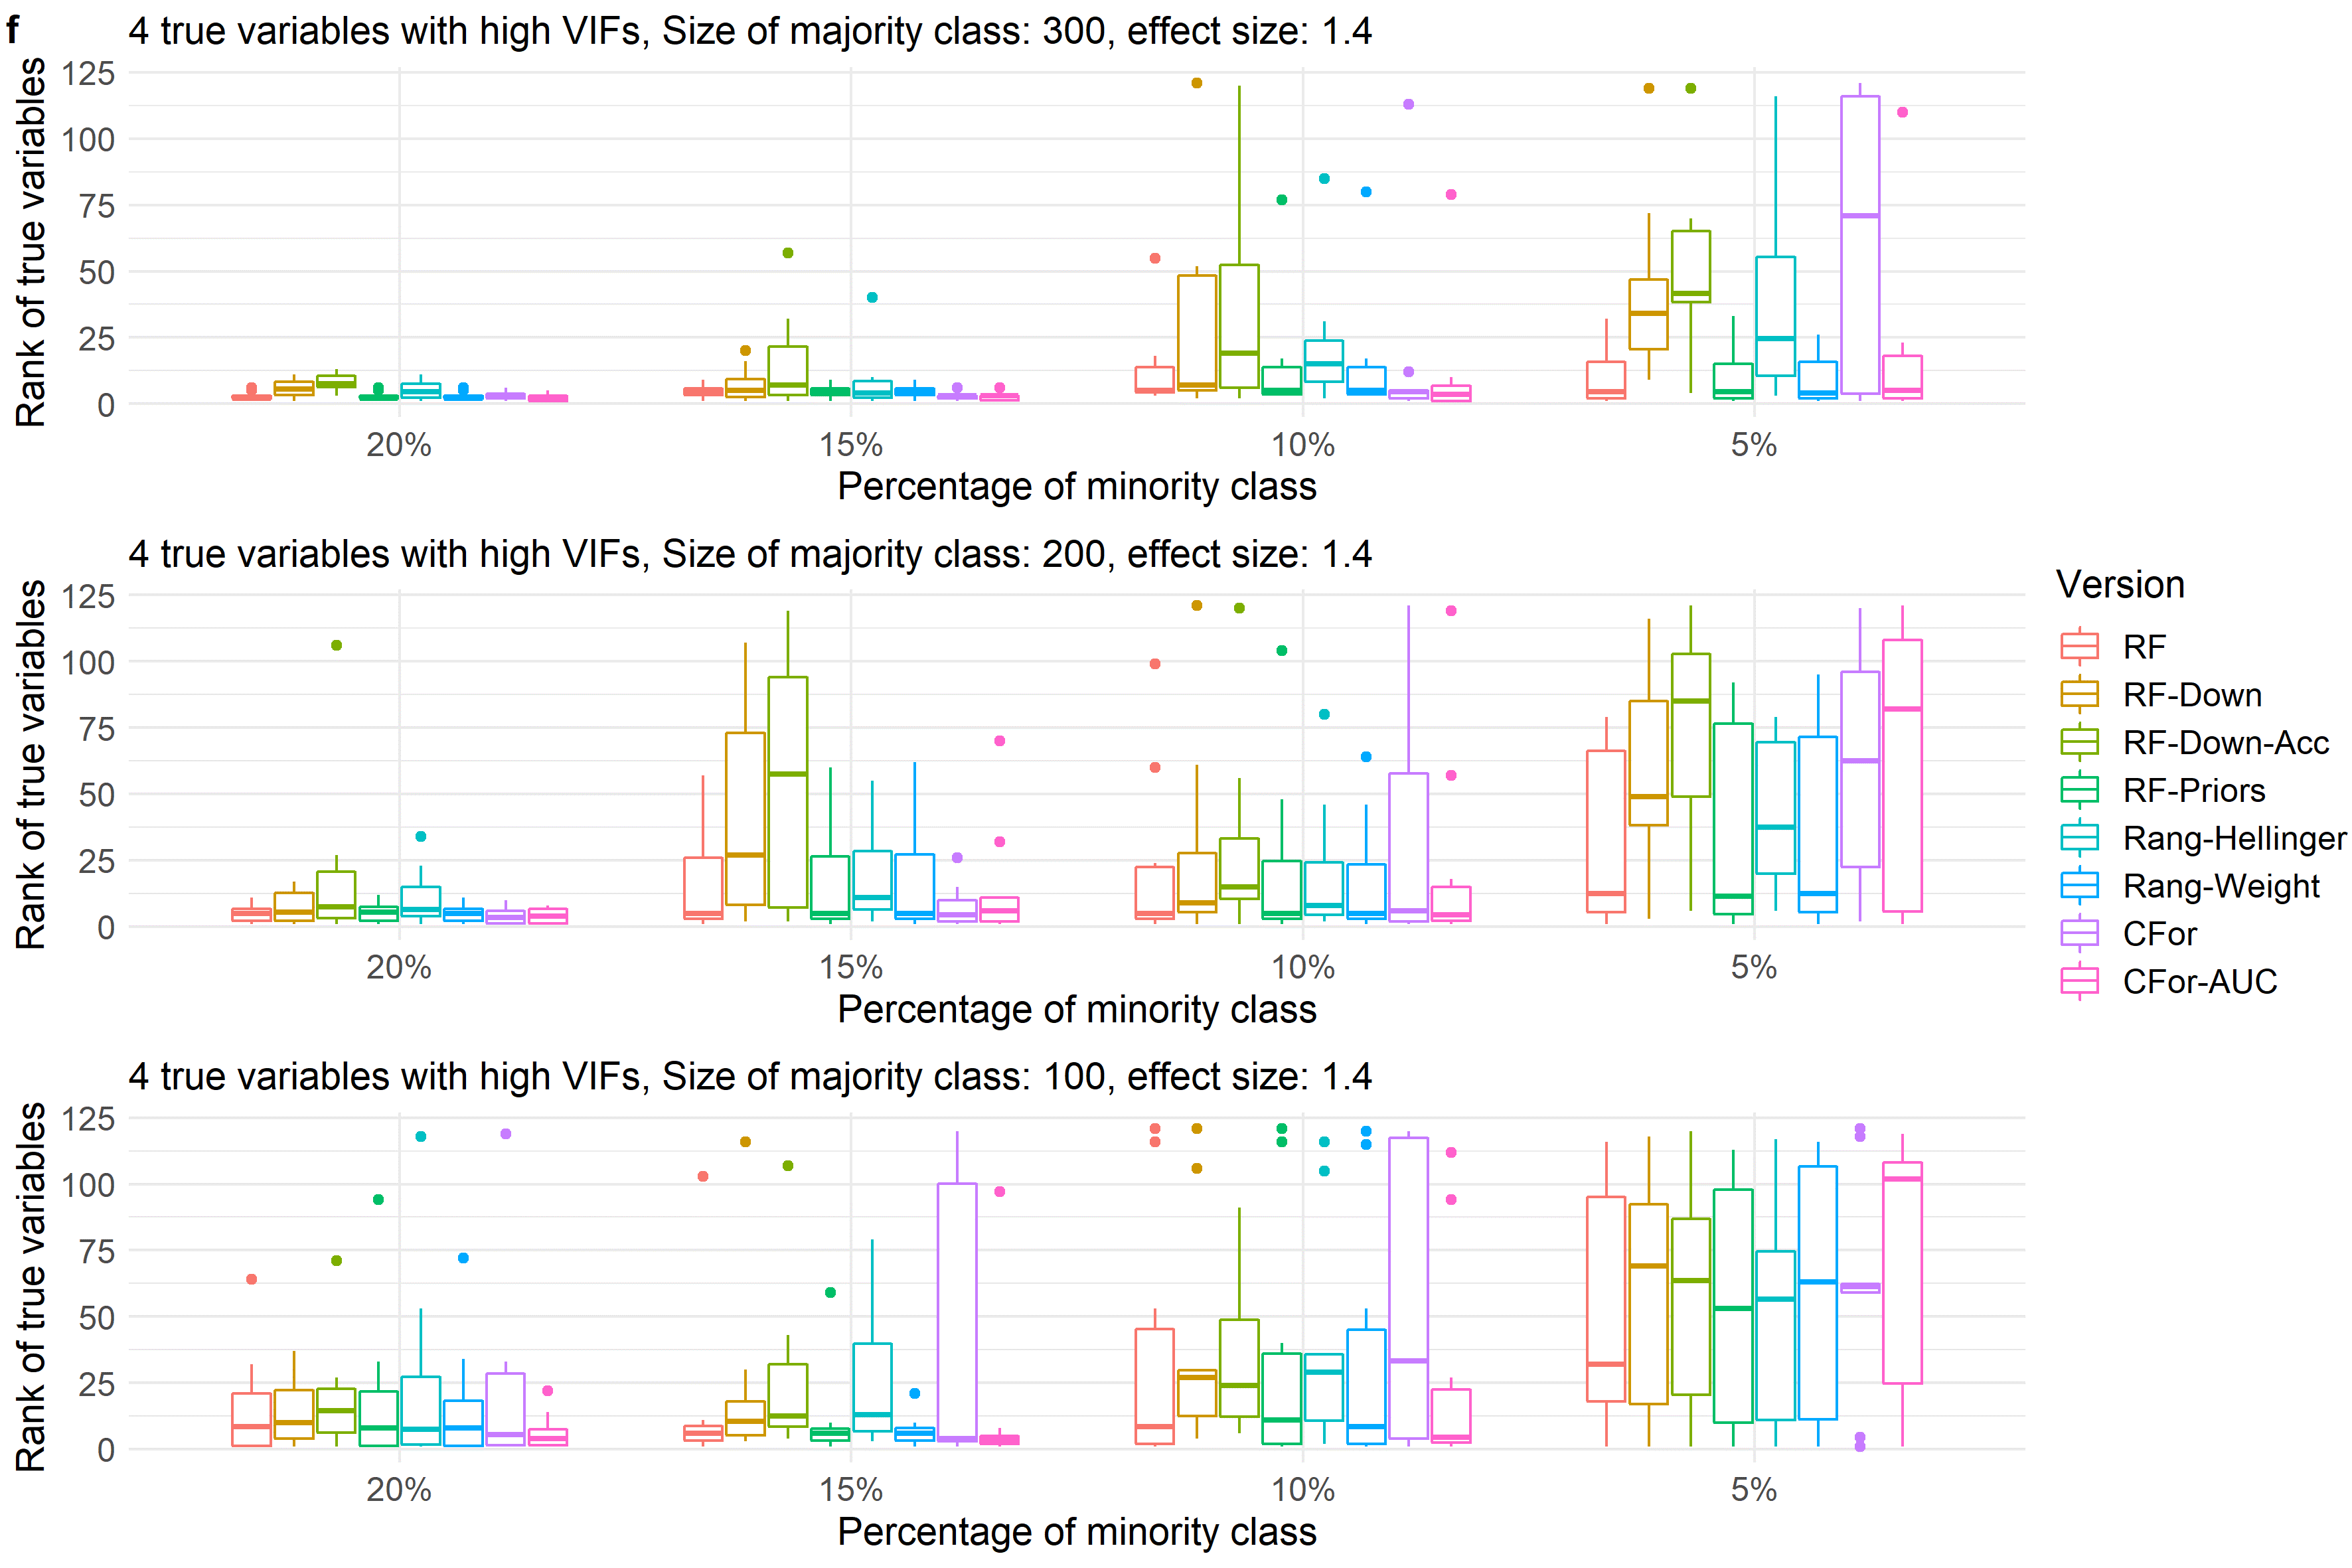 f
4 true variables with high VIFs, Size of majority class: 300, effect size: 1.4
Rank of true variables
125
100
75
50
25
0
20%
15%
10%
5%
Percentage of minority class
4 true variables with high VIFs, Size of majority class: 200, effect size: 1.4
Rank of true variables
125
100
75
50
25
0
20%
15%
10%
5%
Percentage of minority class
4 true variables with high VIFs, Size of majority class: 100, effect size: 1.4
Rank of true variables
125
100
75
50
25
0
20%
15%
10%
5%
Percentage of minority class
Version
RF
RF-Down
RF-Down-Acc
RF-Priors
Rang-Hellinger
Rang-Weight
CFor
CFor-AUC